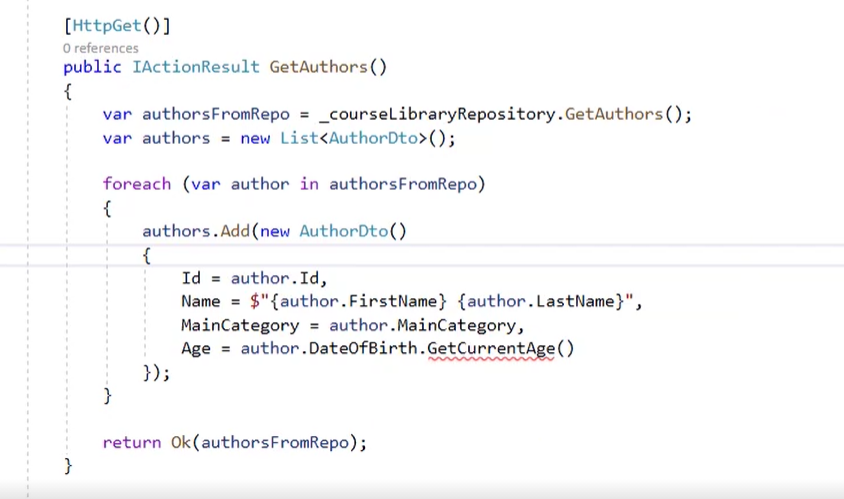 [HttpGet()]
0 references
public IActionResult GetAuthors()
{
var authorsFromRepo = _courseLibraryRepository.GetAuthors();
var authors = new List<AuthorDto>();
foreach (var author in authorsFromRepo)
{
authors.Add(new AuthorDto()
{
Id = author.Id,
Name = $"{author.FirstName} {author.LastName}",
MainCategory = author.MainCategory,
Age = author.DateOfBirth.GetCurrentAge()
});
}
return Ok(authorsFromRepo);
}